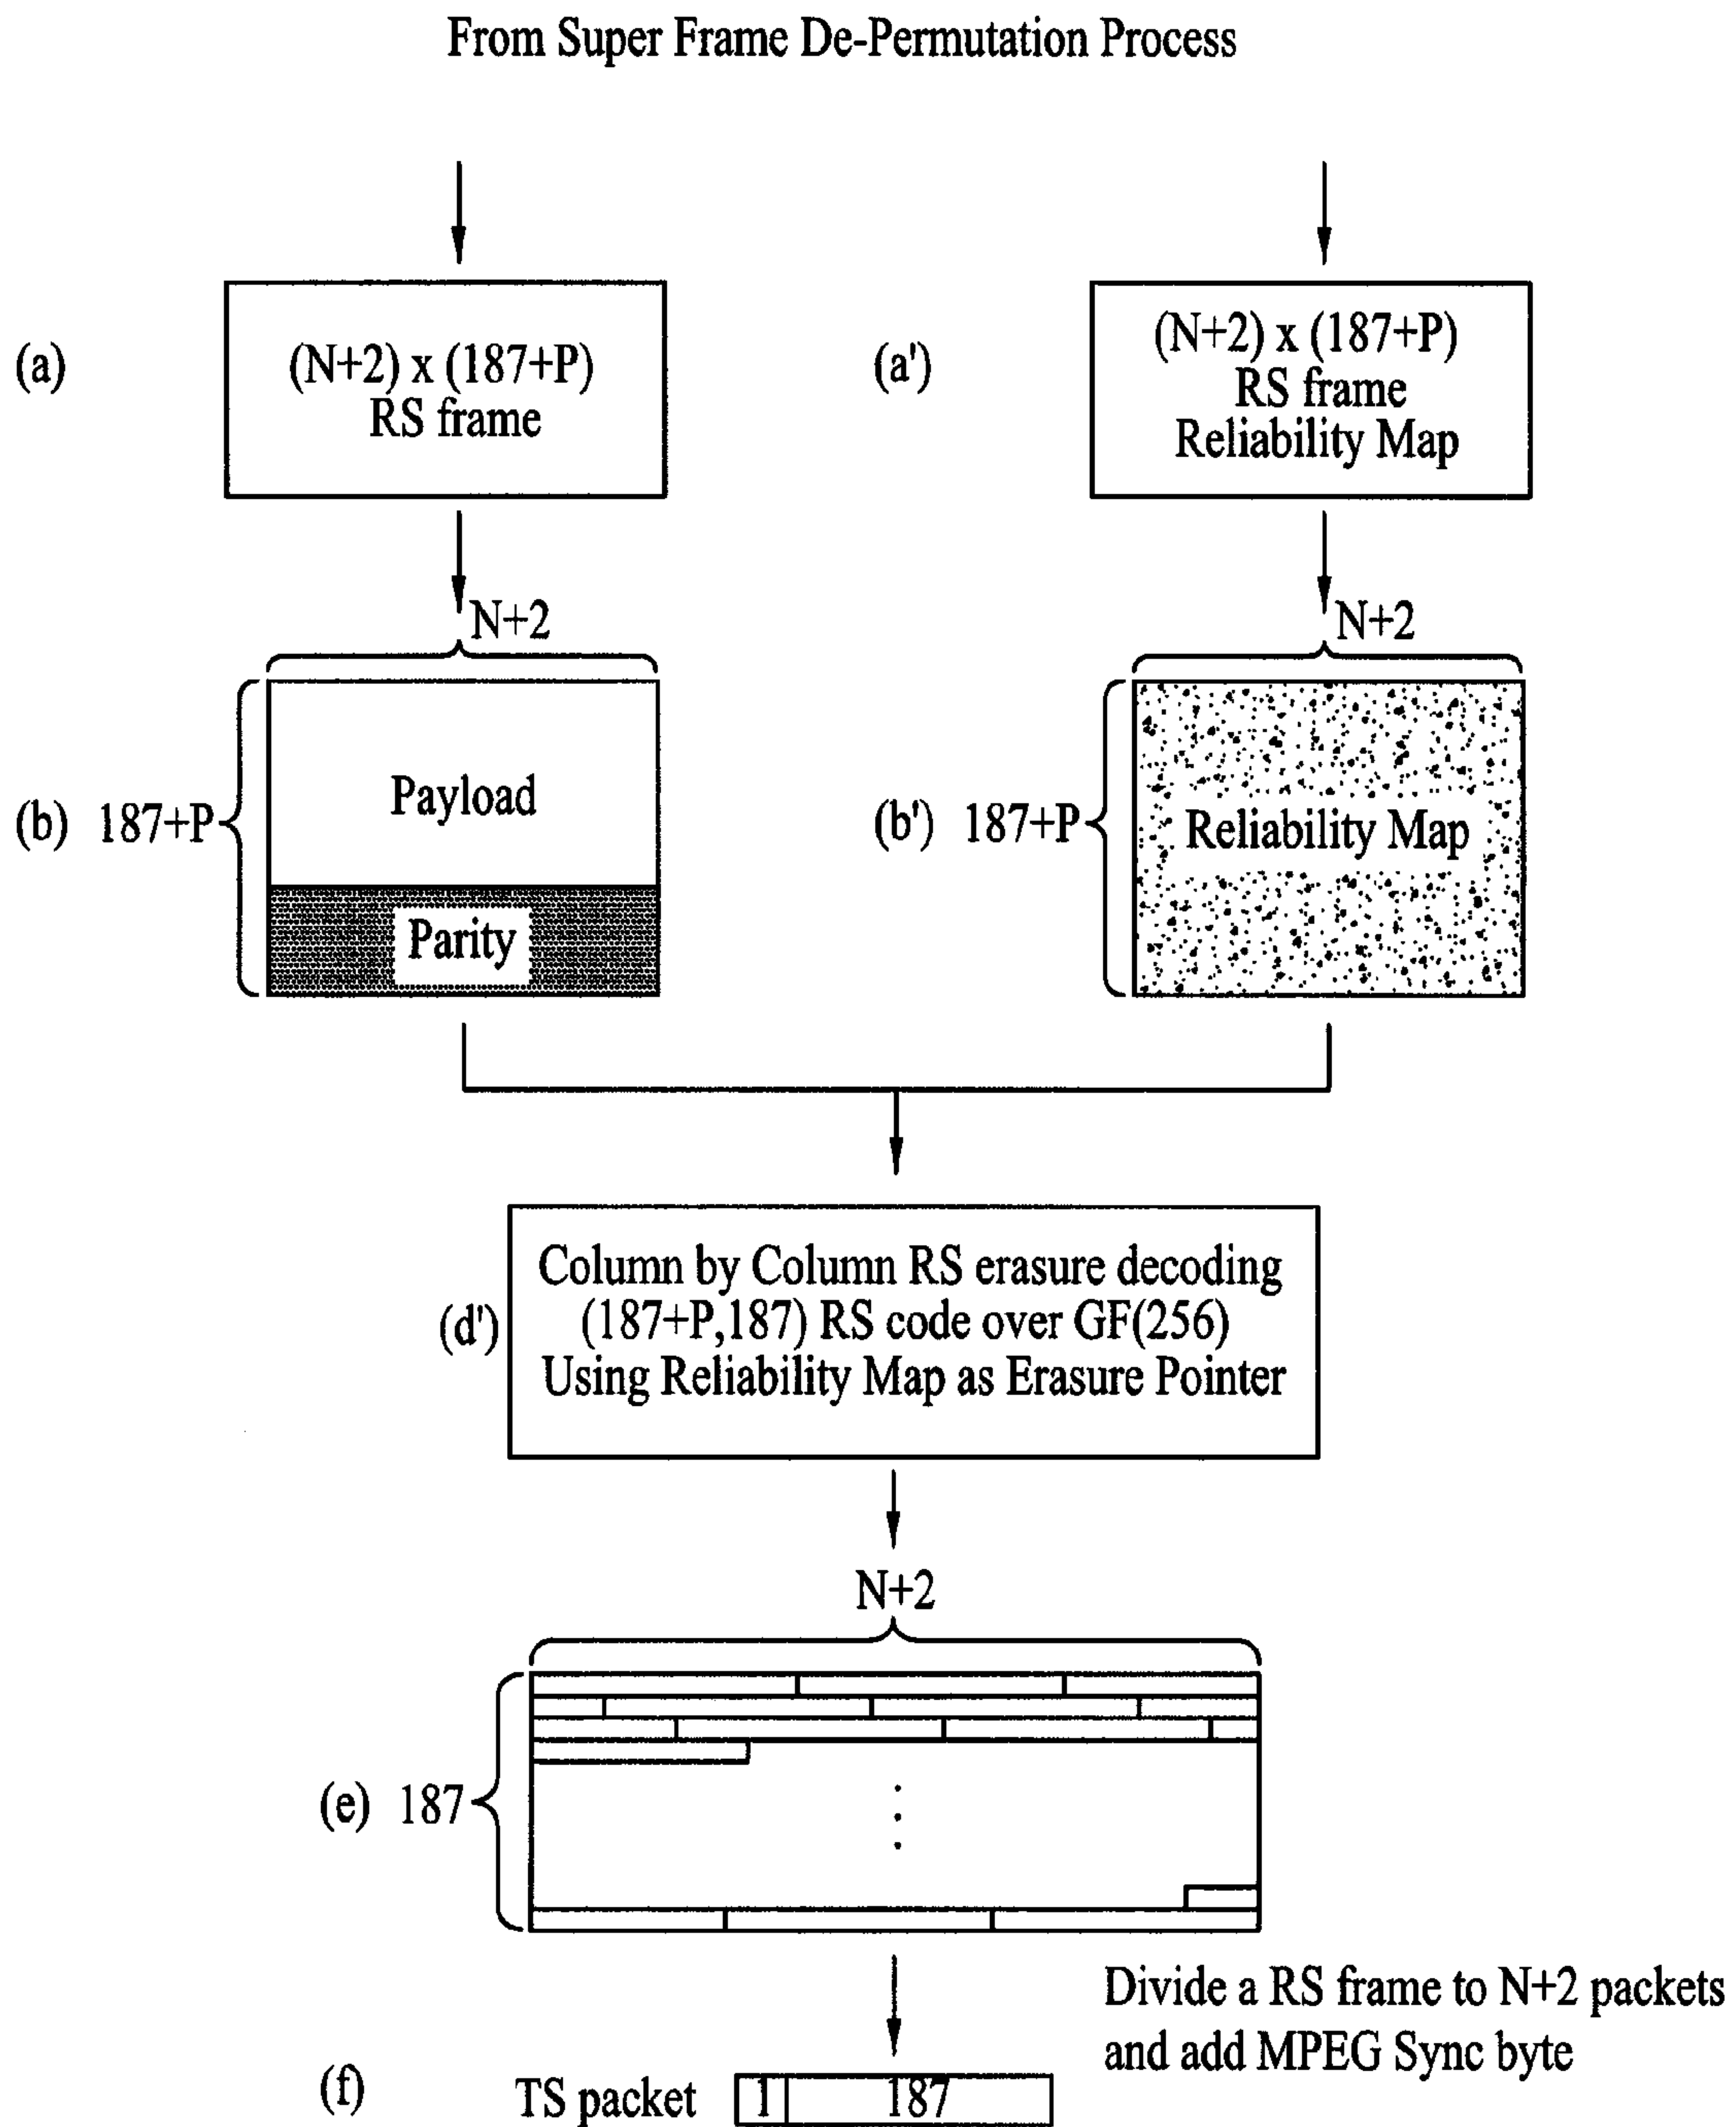 From Super Frame De-Permutation Process
(a)
(N+2) x (187+P)
RS frame
(a')
(N+2) x (187+P)
RS frame
Reliability Map
N+2
N+2
(b) 187+P
Payload
Parity
(b') 187+P
Reliability Map
(d')
Column by Column RS erasure decoding
(187+P,187) RS code over GF(256)
Using Reliability Map as Erasure Pointer
N+2
(e) 187
Divide a RS frame to N+2 packets
and add MPEG Sync byte
(f) TS packet 1 187